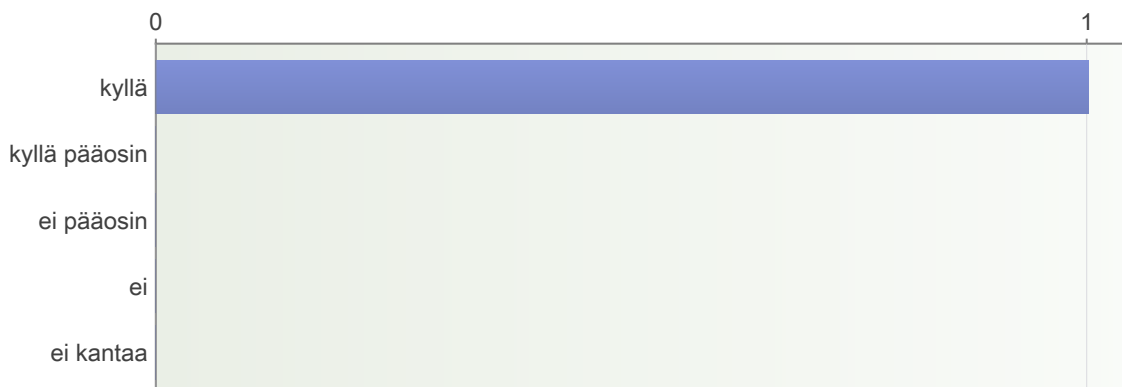 0 1
kyllä
kyllä pääosin
ei pääosin
ei
ei kantaa